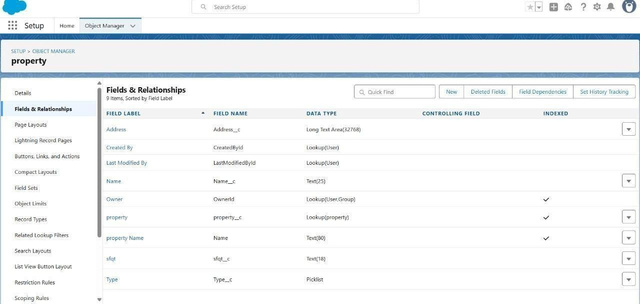 Search Setup
Setup Home Object Manager
SETUP > OBJECT MANAGER
property
Details
Fields & Relationships
Page Layouts
Lightning Record Pages
Buttons, Links, and Actions
Compact Layouts
Field Sets
Object Limits
Record Types
Related Lookup Filters
Search Layouts
List View Button Layout
Restriction Rules
Scoping Rules
Fields & Relationships
9 Items, Sorted by Field Label
Quick Find
New Deleted Fields Field Dependencies Set History Tracking
FIELD LABEL FIELD NAME DATA TYPE CONTROLLING FIELD INDEXED
Address Address__c Long Text Area(32768)
Created By CreatedById Lookup(User)
Last Modified By LastModifiedById Lookup(User)
Name Name__c Text(25)
Owner OwnerId Lookup(User,Group)
property property__c Lookup(property)
property Name Name Text(80)
sfqt sfqt__c Text(18)
Type Type__c Picklist